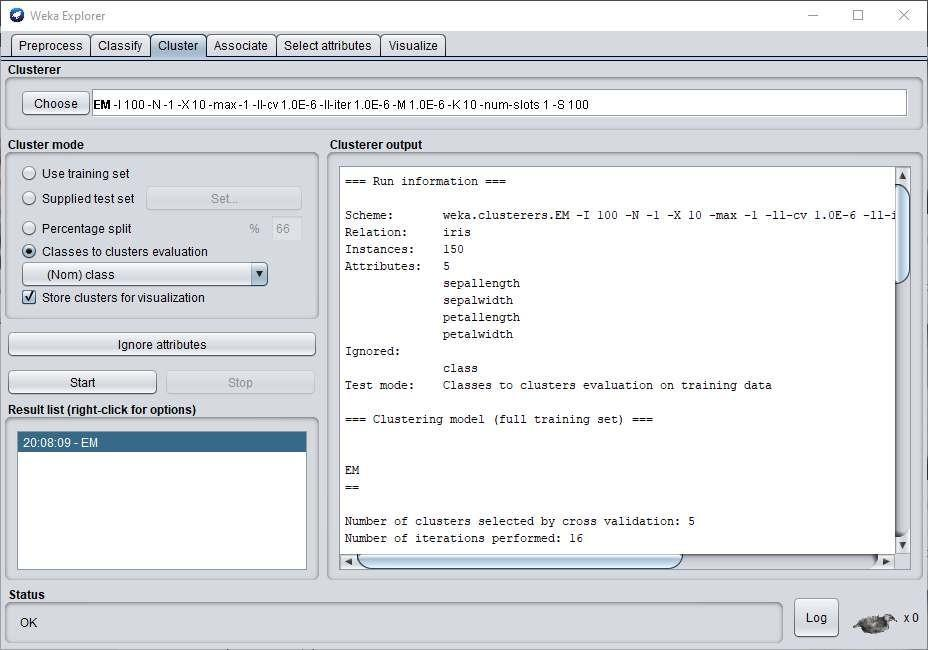 Weka Explorer
Preprocess Classify Cluster Associate Select attributes Visualize
Clusterer
Choose EM -I 100 -N -1 -X 10 -max -1 -ll-cv 1.0E-6 -ll-iter 1.0E-6 -M 1.0E-6 -K 10 -num-slots 1 -S 100
Cluster mode
Use training set
Supplied test set Set...
Percentage split % 66
Classes to clusters evaluation
(Nom) class
Store clusters for visualization
Ignore attributes
Start Stop
Result list (right-click for options)
20:08:09 - EM
Clusterer output
=== Run information ===
Scheme: weka.clusterers.EM -I 100 -N -1 -X 10 -max -1 -ll-cv 1.0E-6 -ll-i
Relation: iris
Instances: 150
Attributes: 5
sepallength
sepalwidth
petallength
petalwidth
Ignored:
class
Test mode: Classes to clusters evaluation on training data
=== Clustering model (full training set) ===
EM
==
Number of clusters selected by cross validation: 5
Number of iterations performed: 16
Status
OK
Log x 0